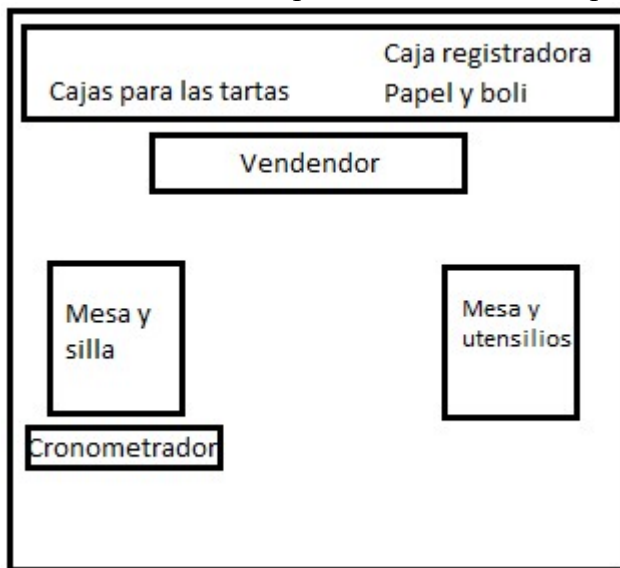 Caja registradora
Cajas para las tartas Papel y boli
Vendendor
Mesa y
silla
Mesa y
utensilios
Cronometrador